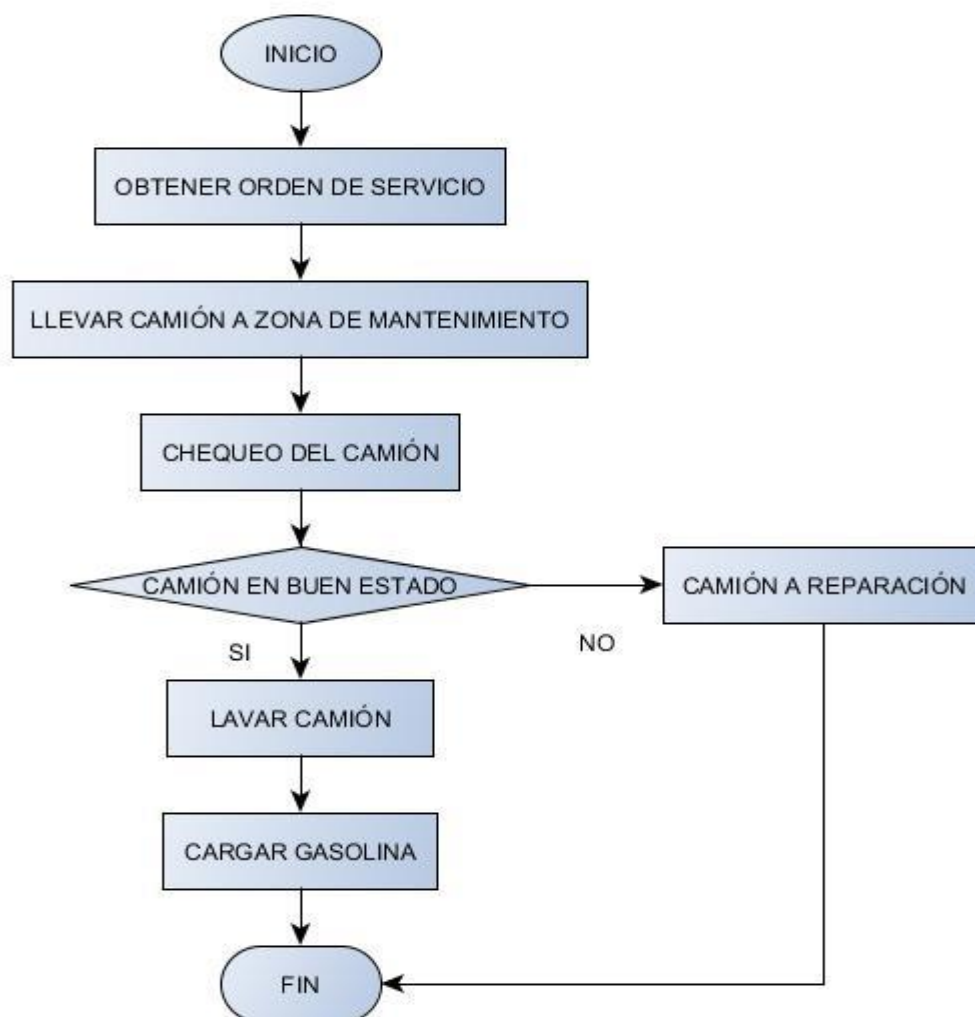 INICIO
OBTENER ORDEN DE SERVICIO
LLEVAR CAMIÓN A ZONA DE MANTENIMIENTO
CHEQUEO DEL CAMIÓN
CAMIÓN EN BUEN ESTADO
CAMIÓN A REPARACIÓN
SI
NO
LAVAR CAMIÓN
CARGAR GASOLINA
FIN